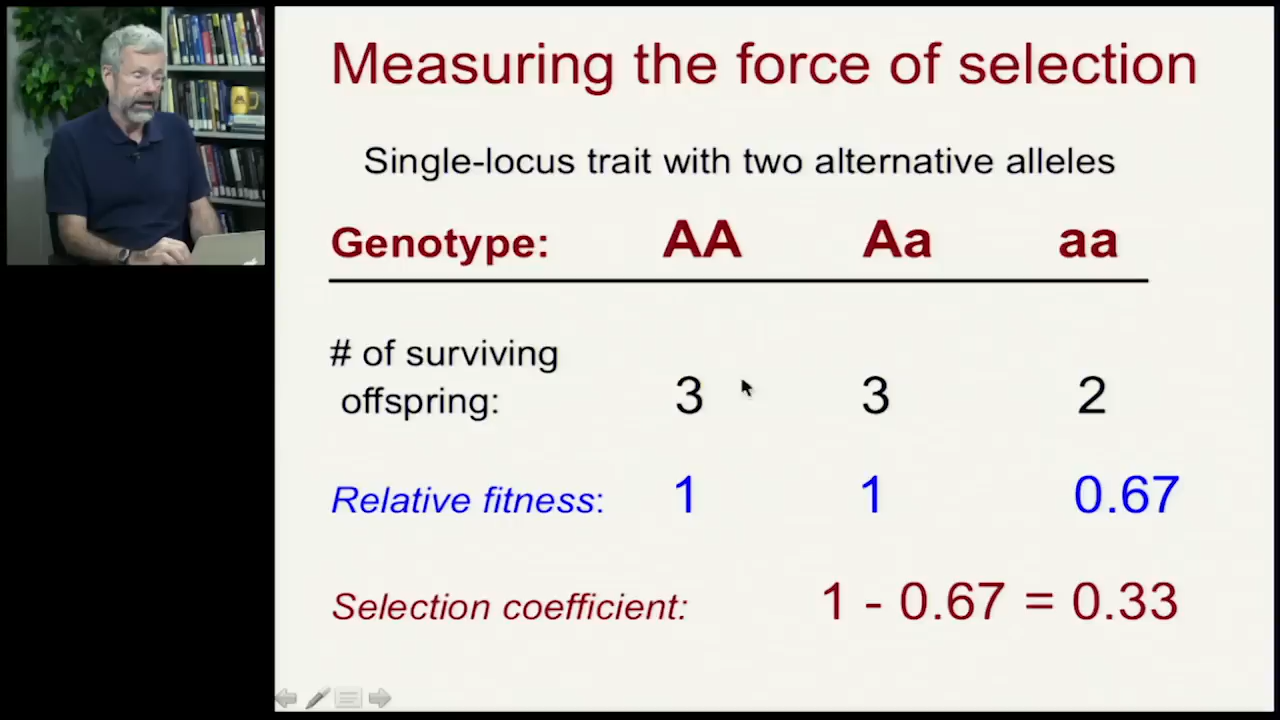 Measuring the force of selection
Single-locus trait with two alternative alleles
Genotype: AA Aa aa
# of surviving
offspring: 3 3 2
Relative fitness: 1 1 0.67
Selection coefficient: 1 - 0.67 = 0.33